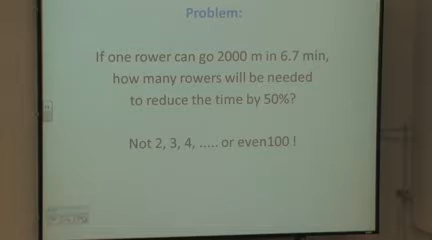 Problem:
If one rower can go 2000 m in 6.7 min,
how many rowers will be needed
to reduce the time by 50%?
Not 2, 3, 4, ..... or even100 !